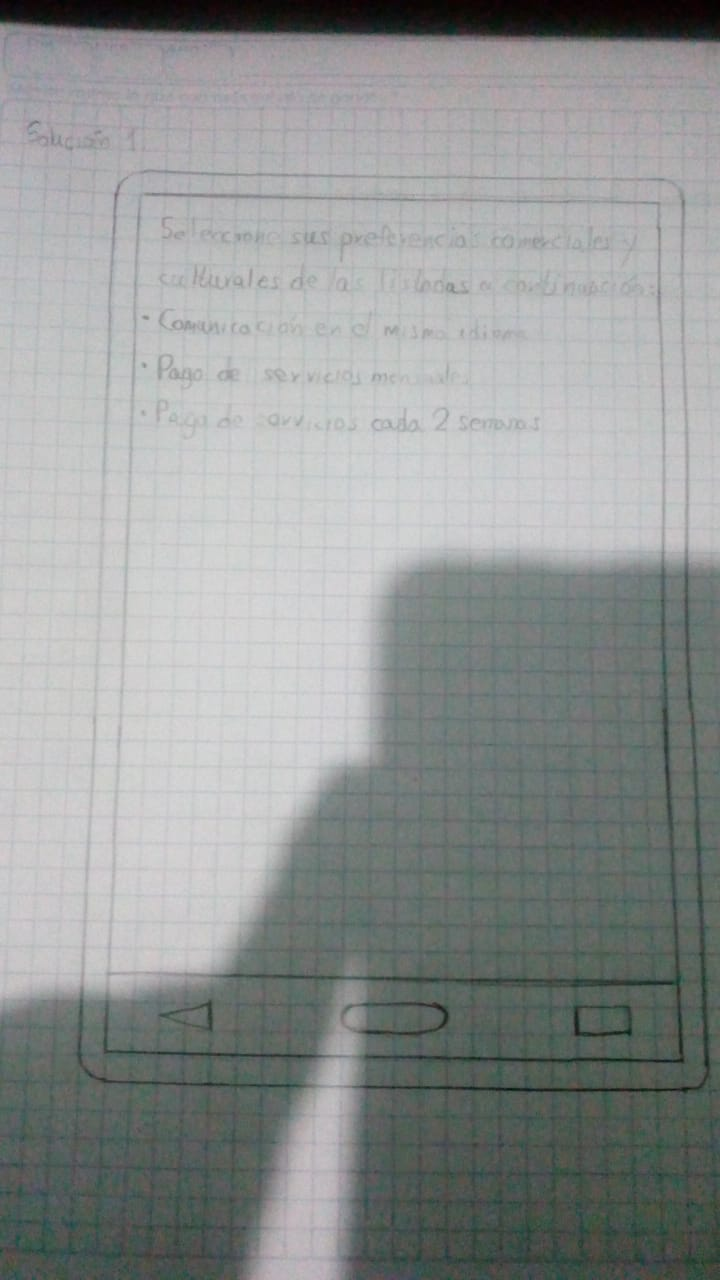 Solución 1
Seleccione sus preferencias comerciales y
culturales de las listadas a continuación:
· Comunicación en el mismo idioma
· Pago de servicios mensuales
· Pago de servicios cada 2 semanas